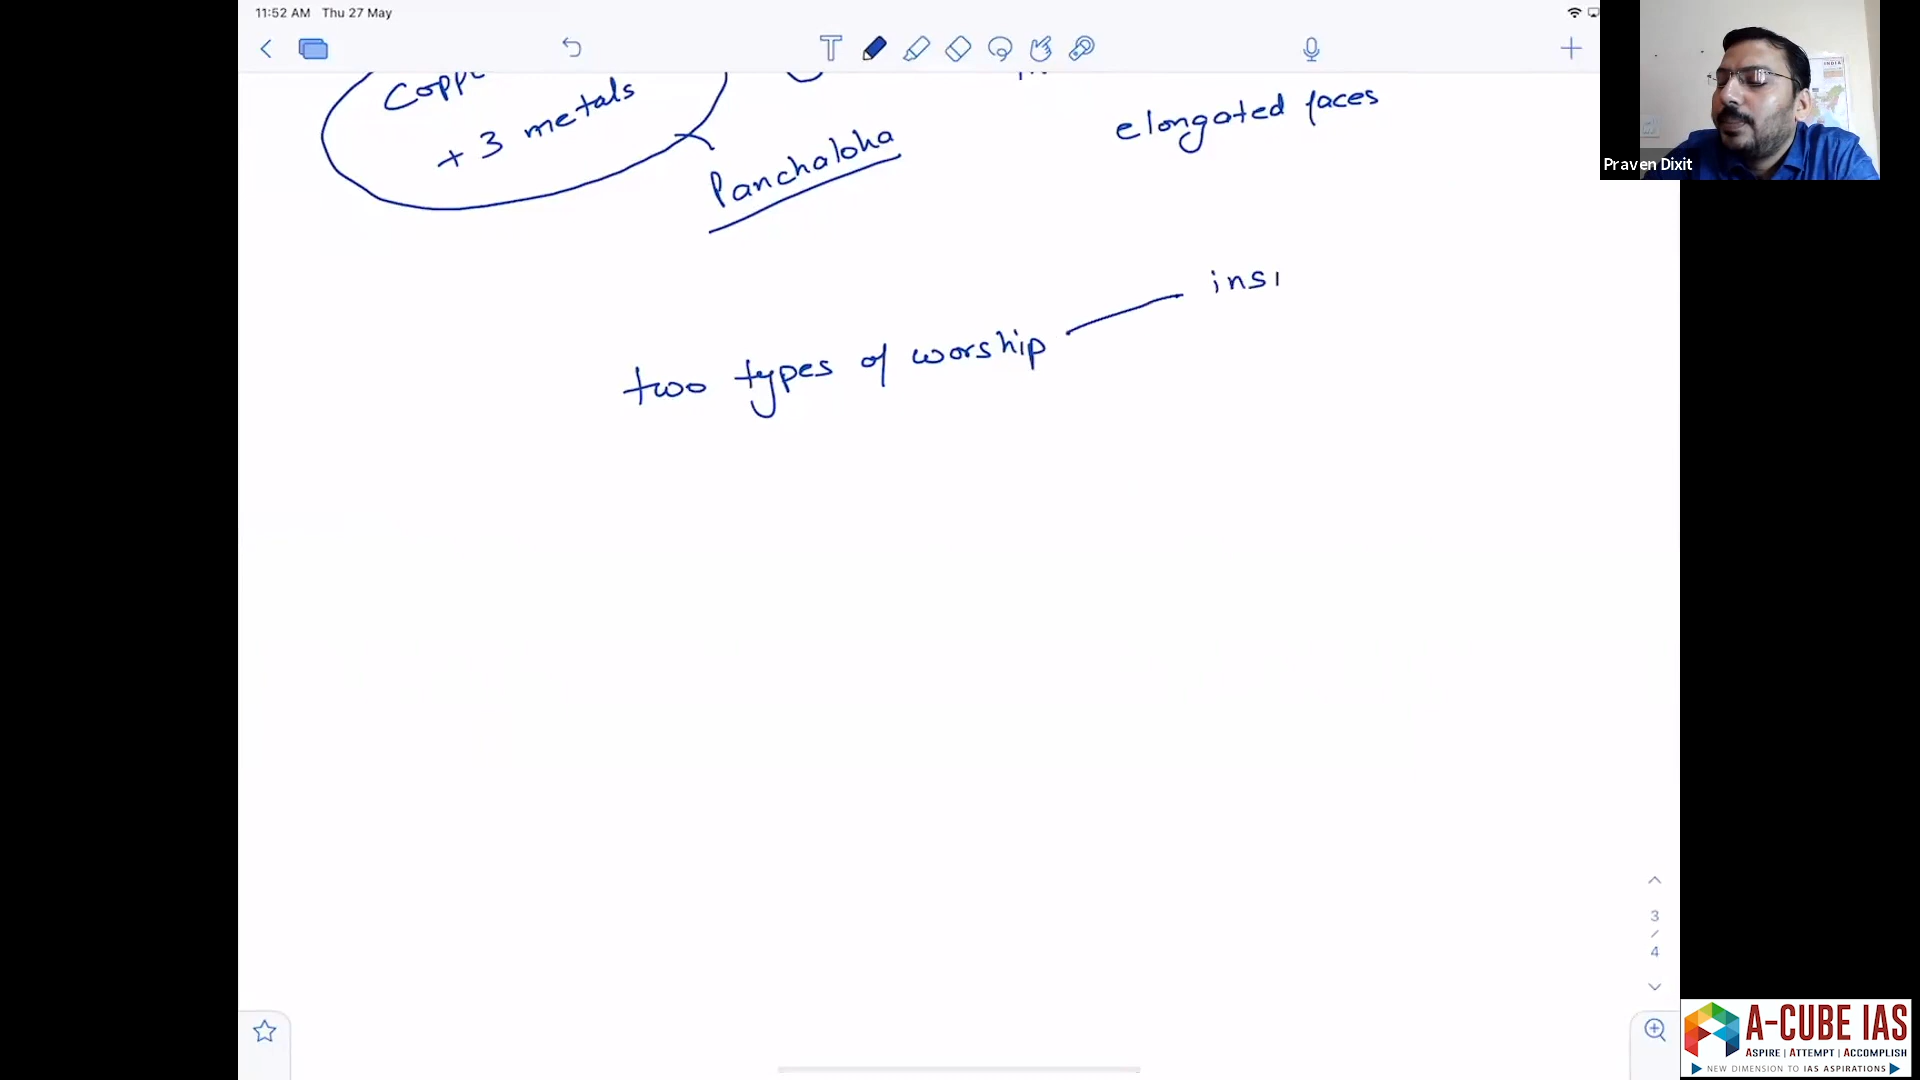 11:52 AM Thu 27 May
+ 3 metals
Panchaloha
elongated faces
two types of worship
Praven Dixit
3
/
4
A-CUBE IAS
ASPIRE | ATTEMPT | ACCOMPLISH
NEW DIMENSION TO IAS ASPIRATIONS